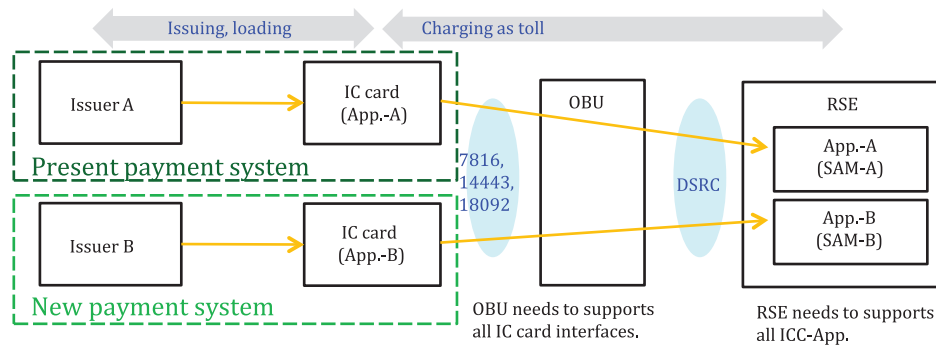 Issuing, loading
Charging as toll
Issuer A
IC card
(App.-A)
Present payment system
OBU
RSE
App.-A
(SAM-A)
7816,
14443,
18092
DSRC
Issuer B
IC card
(App.-B)
App.-B
(SAM-B)
New payment system
OBU needs to supports
all IC card interfaces.
RSE needs to supports
all ICC-App.